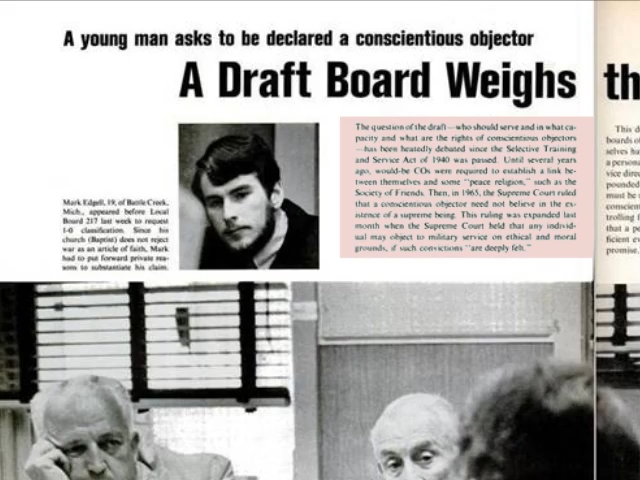 A young man asks to be declared a conscientious objector
A Draft Board Weighs th
Mark Edgell, 19, of Battle Creek,
Mich., appeared before Local
Board 217 last week to request
1-0 classification. Since his
church (Baptist) does not reject
war as an article of faith, Mark
had to put forward private rea-
sons to substantiate his claim.
The question of the draft—who should serve and in what ca-
pacity and what are the rights of conscientious objectors
—has been heatedly debated since the Selective Training
and Service Act of 1940 was passed. Until several years
ago, would-be COs were required to establish a link be-
tween themselves and some "peace religion," such as the
Society of Friends. Then, in 1965, the Supreme Court ruled
that a conscientious objector need not believe in the ex-
istence of a supreme being. This ruling was expanded last
month when the Supreme Court held that any individ-
ual may object to military service on ethical and moral
grounds, if such convictions "are deeply felt."
This d
boards of
selves ha
a persona
vice direc
pounded
must be
conscien
trolling
that a pe
ficient ev
promise.